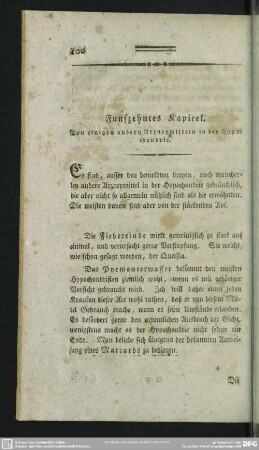 100
Funfzehntes Kapitel.
Von einigen andern Arzneymitteln in der Hypo
chondrie.
Es sind, ausser den bemeldten dreyen, noch mancher-
ley andere Arzneymittel in der Hypochondrie gebräuchlich,
die aber nicht so allgemein nützlich sind als die erwähnten.
Die meisten davon sind aber von der stärkenden Art.
Die Fieberrinde wirkt gemeiniglich zu stark auf
einmal, und verursacht gerne Verstopfung. Sie weicht,
wie schon gesagt worden, der Quassia.
Das Pyrmonterwasser bekommt den meisten
Hypochondristen ziemlich wohl, wenn es mit gehöriger
Vorsicht gebraucht wird. Ich will daher einem jeden
Kranken dieser Art wohl rathen, daß er von diesem Mit-
tel Gebrauch mache, wenn es seine Umstände erlauben.
Es befördert gerne den ordentlichen Ausbruch der Gicht,
wenigstens macht es der Hypochondrie nicht selten ein
Ende. Man beliebe sich übrigens der bekannten Anwei-
sung eines Marcards zu bedienen.
Die